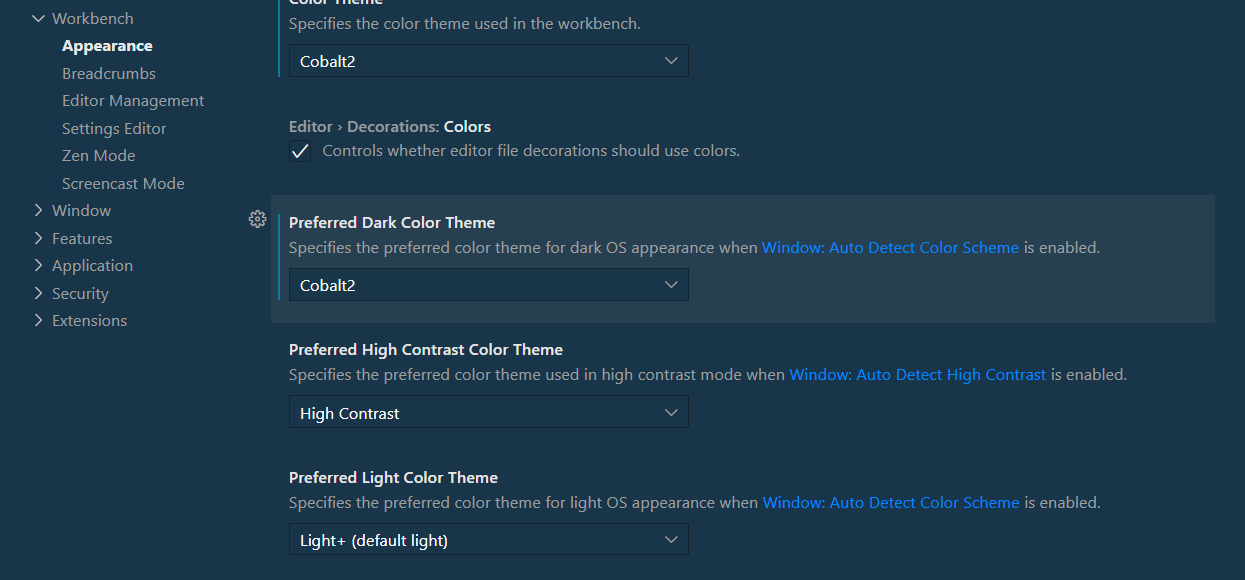 Workbench
Appearance
Breadcrumbs
Editor Management
Settings Editor
Zen Mode
Screencast Mode
Window
Features
Application
Security
Extensions
Color Theme
Specifies the color theme used in the workbench.
Cobalt2
Editor › Decorations: Colors
Controls whether editor file decorations should use colors.
Preferred Dark Color Theme
Specifies the preferred color theme for dark OS appearance when Window: Auto Detect Color Scheme is enabled.
Cobalt2
Preferred High Contrast Color Theme
Specifies the preferred color theme used in high contrast mode when Window: Auto Detect High Contrast is enabled.
High Contrast
Preferred Light Color Theme
Specifies the preferred color theme for light OS appearance when Window: Auto Detect Color Scheme is enabled.
Light+ (default light)